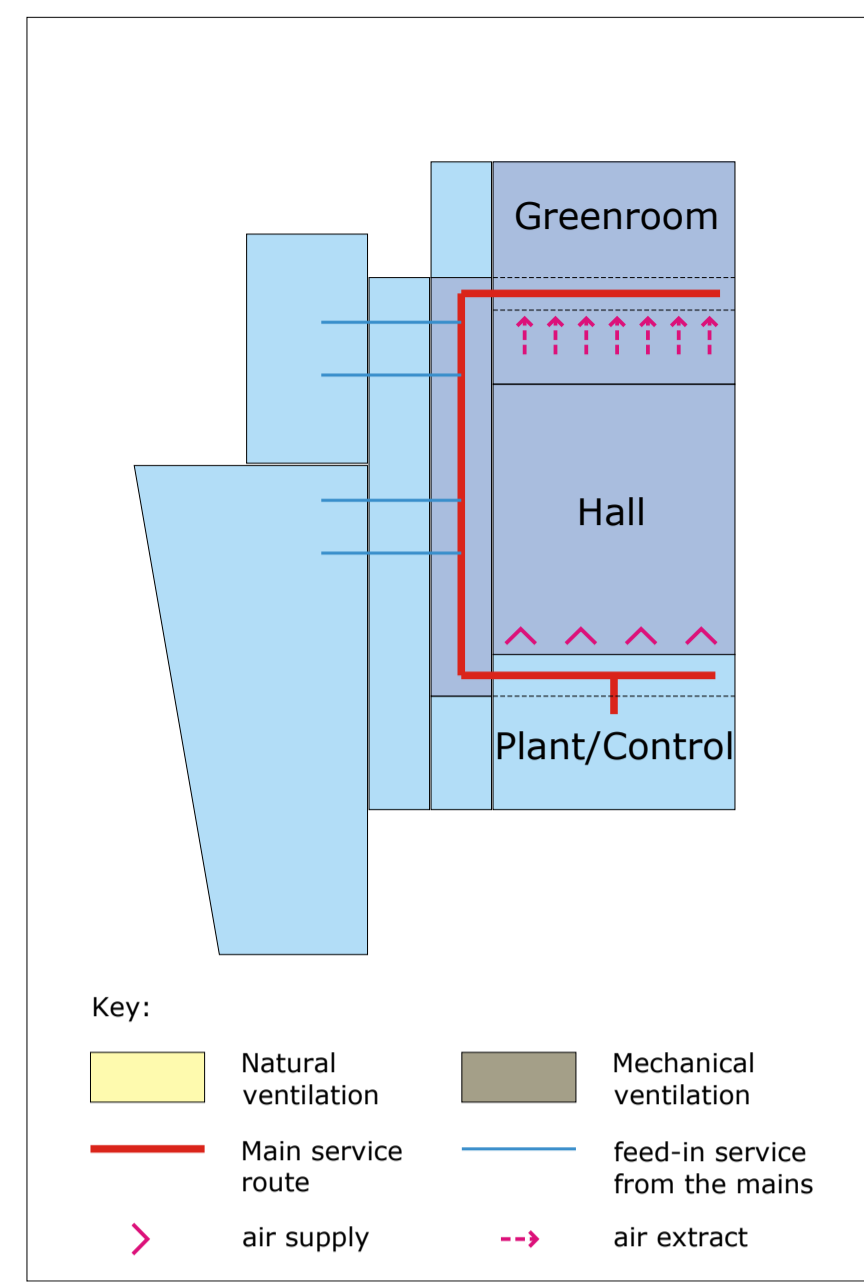 Greenroom
Hall
Plant/Control
Key:
Natural
ventilation
Mechanical
ventilation
Main service
route
feed-in service
from the mains
air supply
air extract